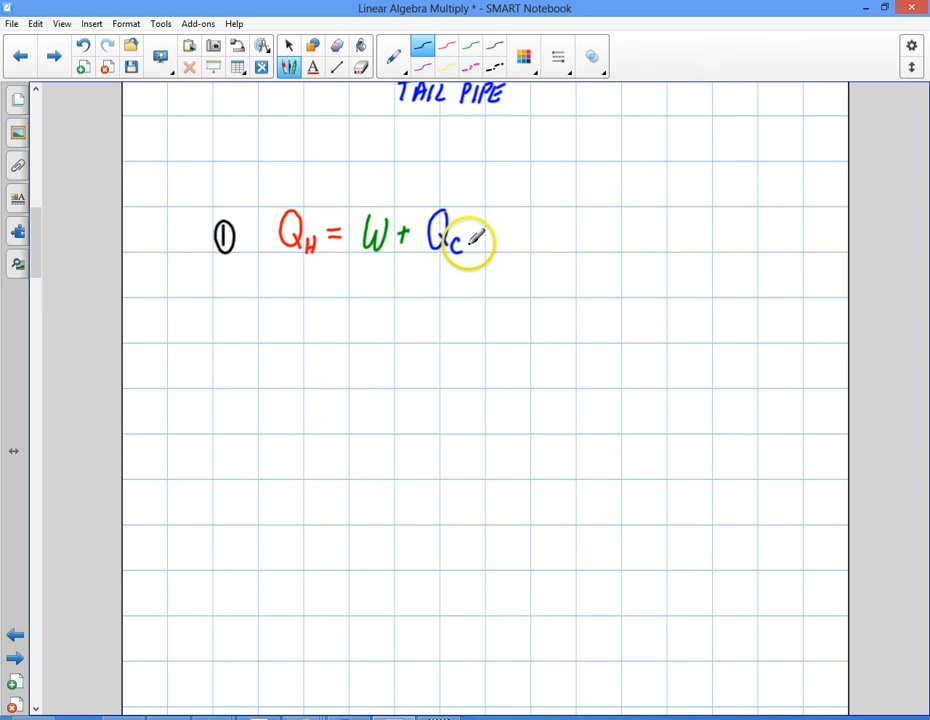 Linear Algebra Multiply * - SMART Notebook
File Edit View Insert Format Tools Add-ons Help
TAIL PIPE
① Q_H = W + Q_C